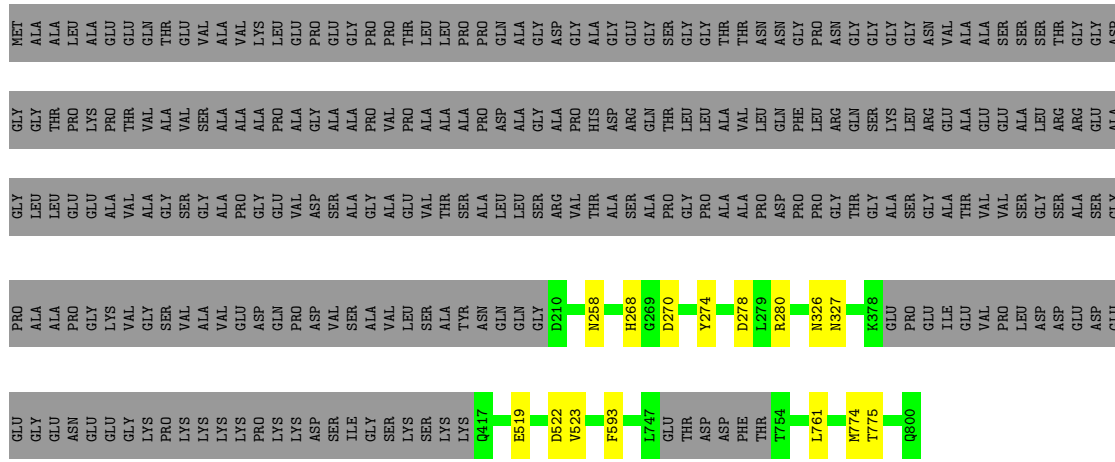 MET ALA ALA LEU ALA GLU GLU GLN THR GLU VAL ALA VAL LYS LEU GLU PRO GLU GLY PRO PRO THR LEU LEU PRO PRO GLN ALA GLY ASP GLY ALA GLY GLU GLY SER GLY GLY THR THR ASN ASN GLY PRO ASN GLY GLY GLY GLY ASN VAL ALA ALA SER SER SER THR GLY GLY ASP
GLY GLY THR PRO LYS PRO THR VAL ALA VAL SER ALA ALA ALA PRO ALA GLY ALA ALA PRO VAL PRO ALA ALA ALA PRO ASP ALA GLY ALA PRO HIS ASP ARG GLN THR LEU LEU ALA VAL LEU GLN PHE LEU ARG GLN SER LYS LEU ARG GLU ALA GLU GLU ALA LEU ARG ARG GLU ALA
GLY LEU LEU GLU GLU ALA VAL ALA GLY SER GLY ALA PRO GLY GLU VAL ASP SER ALA GLY ALA GLU VAL THR SER ALA LEU LEU SER ARG VAL THR ALA SER ALA PRO GLY PRO ALA ALA PRO ASP PRO PRO GLY THR GLY ALA SER GLY ALA THR VAL VAL SER GLY SER ALA SER GLY
PRO ALA ALA PRO GLY LYS VAL GLY SER VAL ALA VAL GLU ASP GLN PRO ASP VAL SER ALA VAL LEU SER ALA TYR ASN GLN GLN GLY D210 N258 H268 G269 D270 Y274 D278 L279 R280 N326 N327 K378 GLU PRO GLU ILE GLU VAL PRO LEU ASP ASP GLU ASP GLU
GLU GLY GLU ASN GLU GLU GLY LYS PRO LYS LYS LYS LYS PRO LYS LYS ASP SER ILE GLY SER LYS SER LYS LYS Q417 E519 D522 V523 F593 L747 GLU THR ASP ASP PHE THR T754 L761 M774 T775 Q800